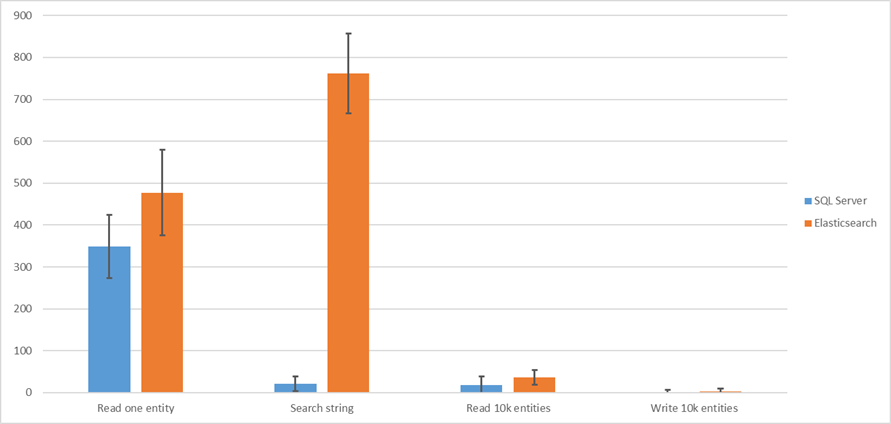 900
800
700
600
500
400
300
200
100
0
Read one entity
Search string
Read 10k entities
Write 10k entities
SQL Server
Elasticsearch